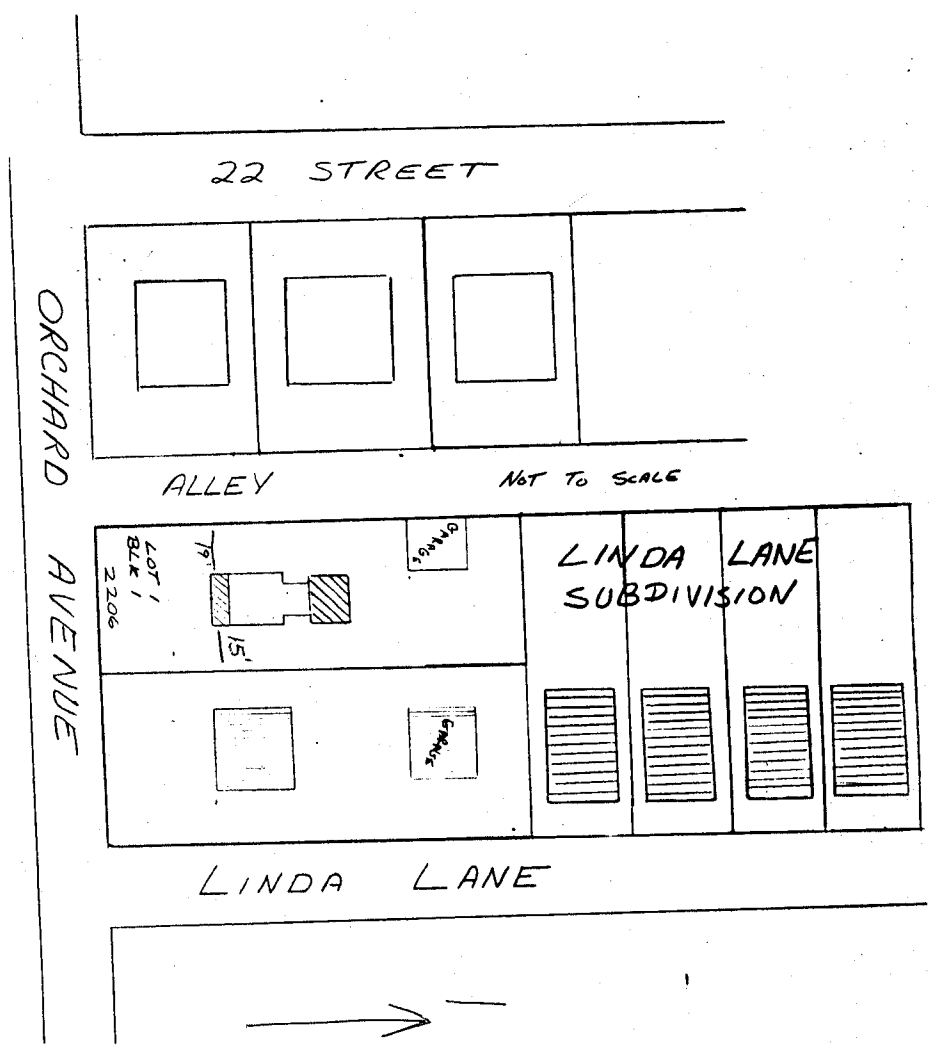 22 STREET
ORCHARD AVENUE
ALLEY
NOT TO SCALE
LOT 1
BLK 1
2206
19'
15'
GARAGE
LINDA LANE
SUBDIVISION
GARAGE
LINDA LANE